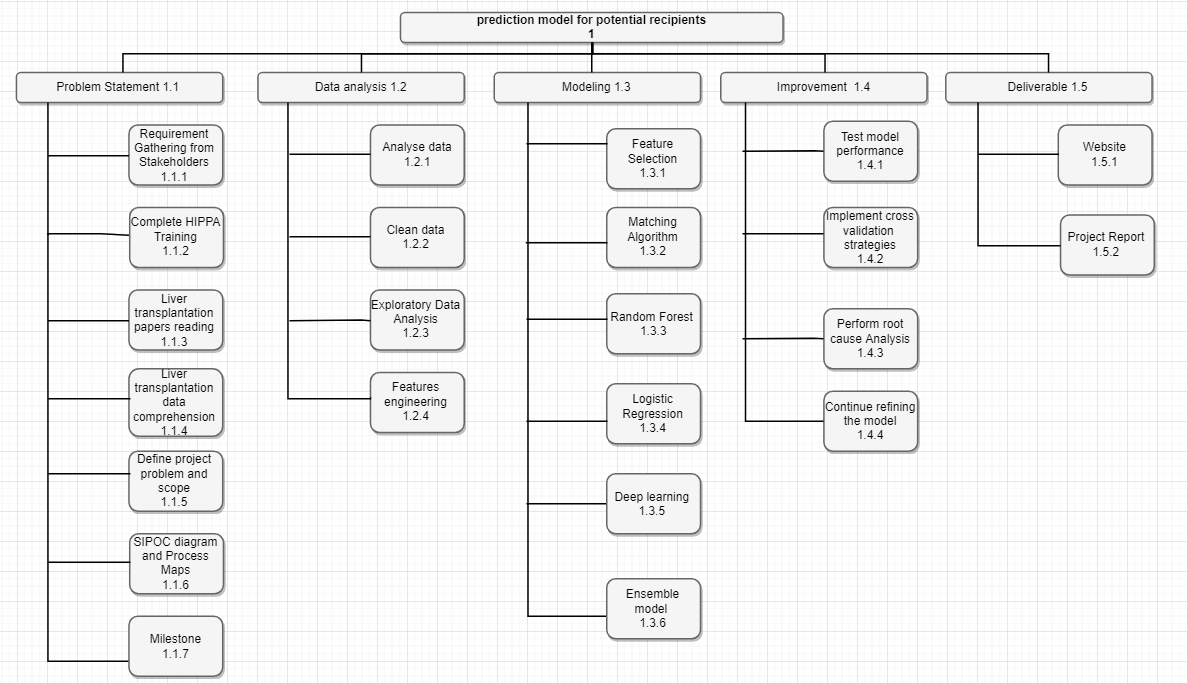 prediction model for potential recipients
1
Problem Statement 1.1
Requirement
Gathering from
Stakeholders
1.1.1
Complete HIPPA
Training
1.1.2
Liver
transplantation
papers reading
1.1.3
Liver
transplantation
data
comprehension
1.1.4
Define project
problem and
scope
1.1.5
SIPOC diagram
and Process
Maps
1.1.6
Milestone
1.1.7
Data analysis 1.2
Analyse data
1.2.1
Clean data
1.2.2
Exploratory Data
Analysis
1.2.3
Features
engineering
1.2.4
Modeling 1.3
Feature
Selection
1.3.1
Matching
Algorithm
1.3.2
Random Forest
1.3.3
Logistic
Regression
1.3.4
Deep learning
1.3.5
Ensemble
model
1.3.6
Improvement 1.4
Test model
performance
1.4.1
Implement cross
validation
strategies
1.4.2
Perform root
cause Analysis
1.4.3
Continue refining
the model
1.4.4
Deliverable 1.5
Website
1.5.1
Project Report
1.5.2